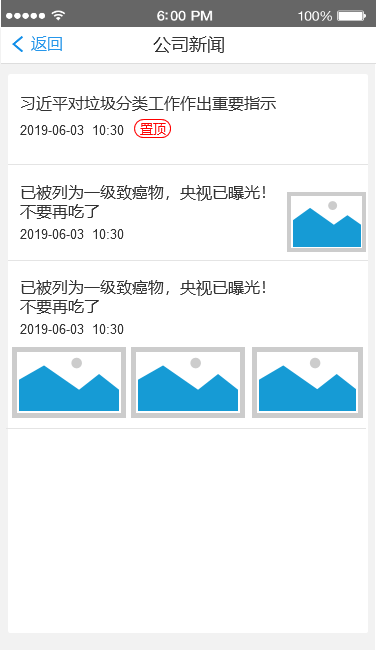 6:00 PM 100%
返回 公司新闻
习近平对垃圾分类工作作出重要指示
2019-06-03 10:30 置顶
已被列为一级致癌物，央视已曝光！
不要再吃了
2019-06-03 10:30
已被列为一级致癌物，央视已曝光！
不要再吃了
2019-06-03 10:30